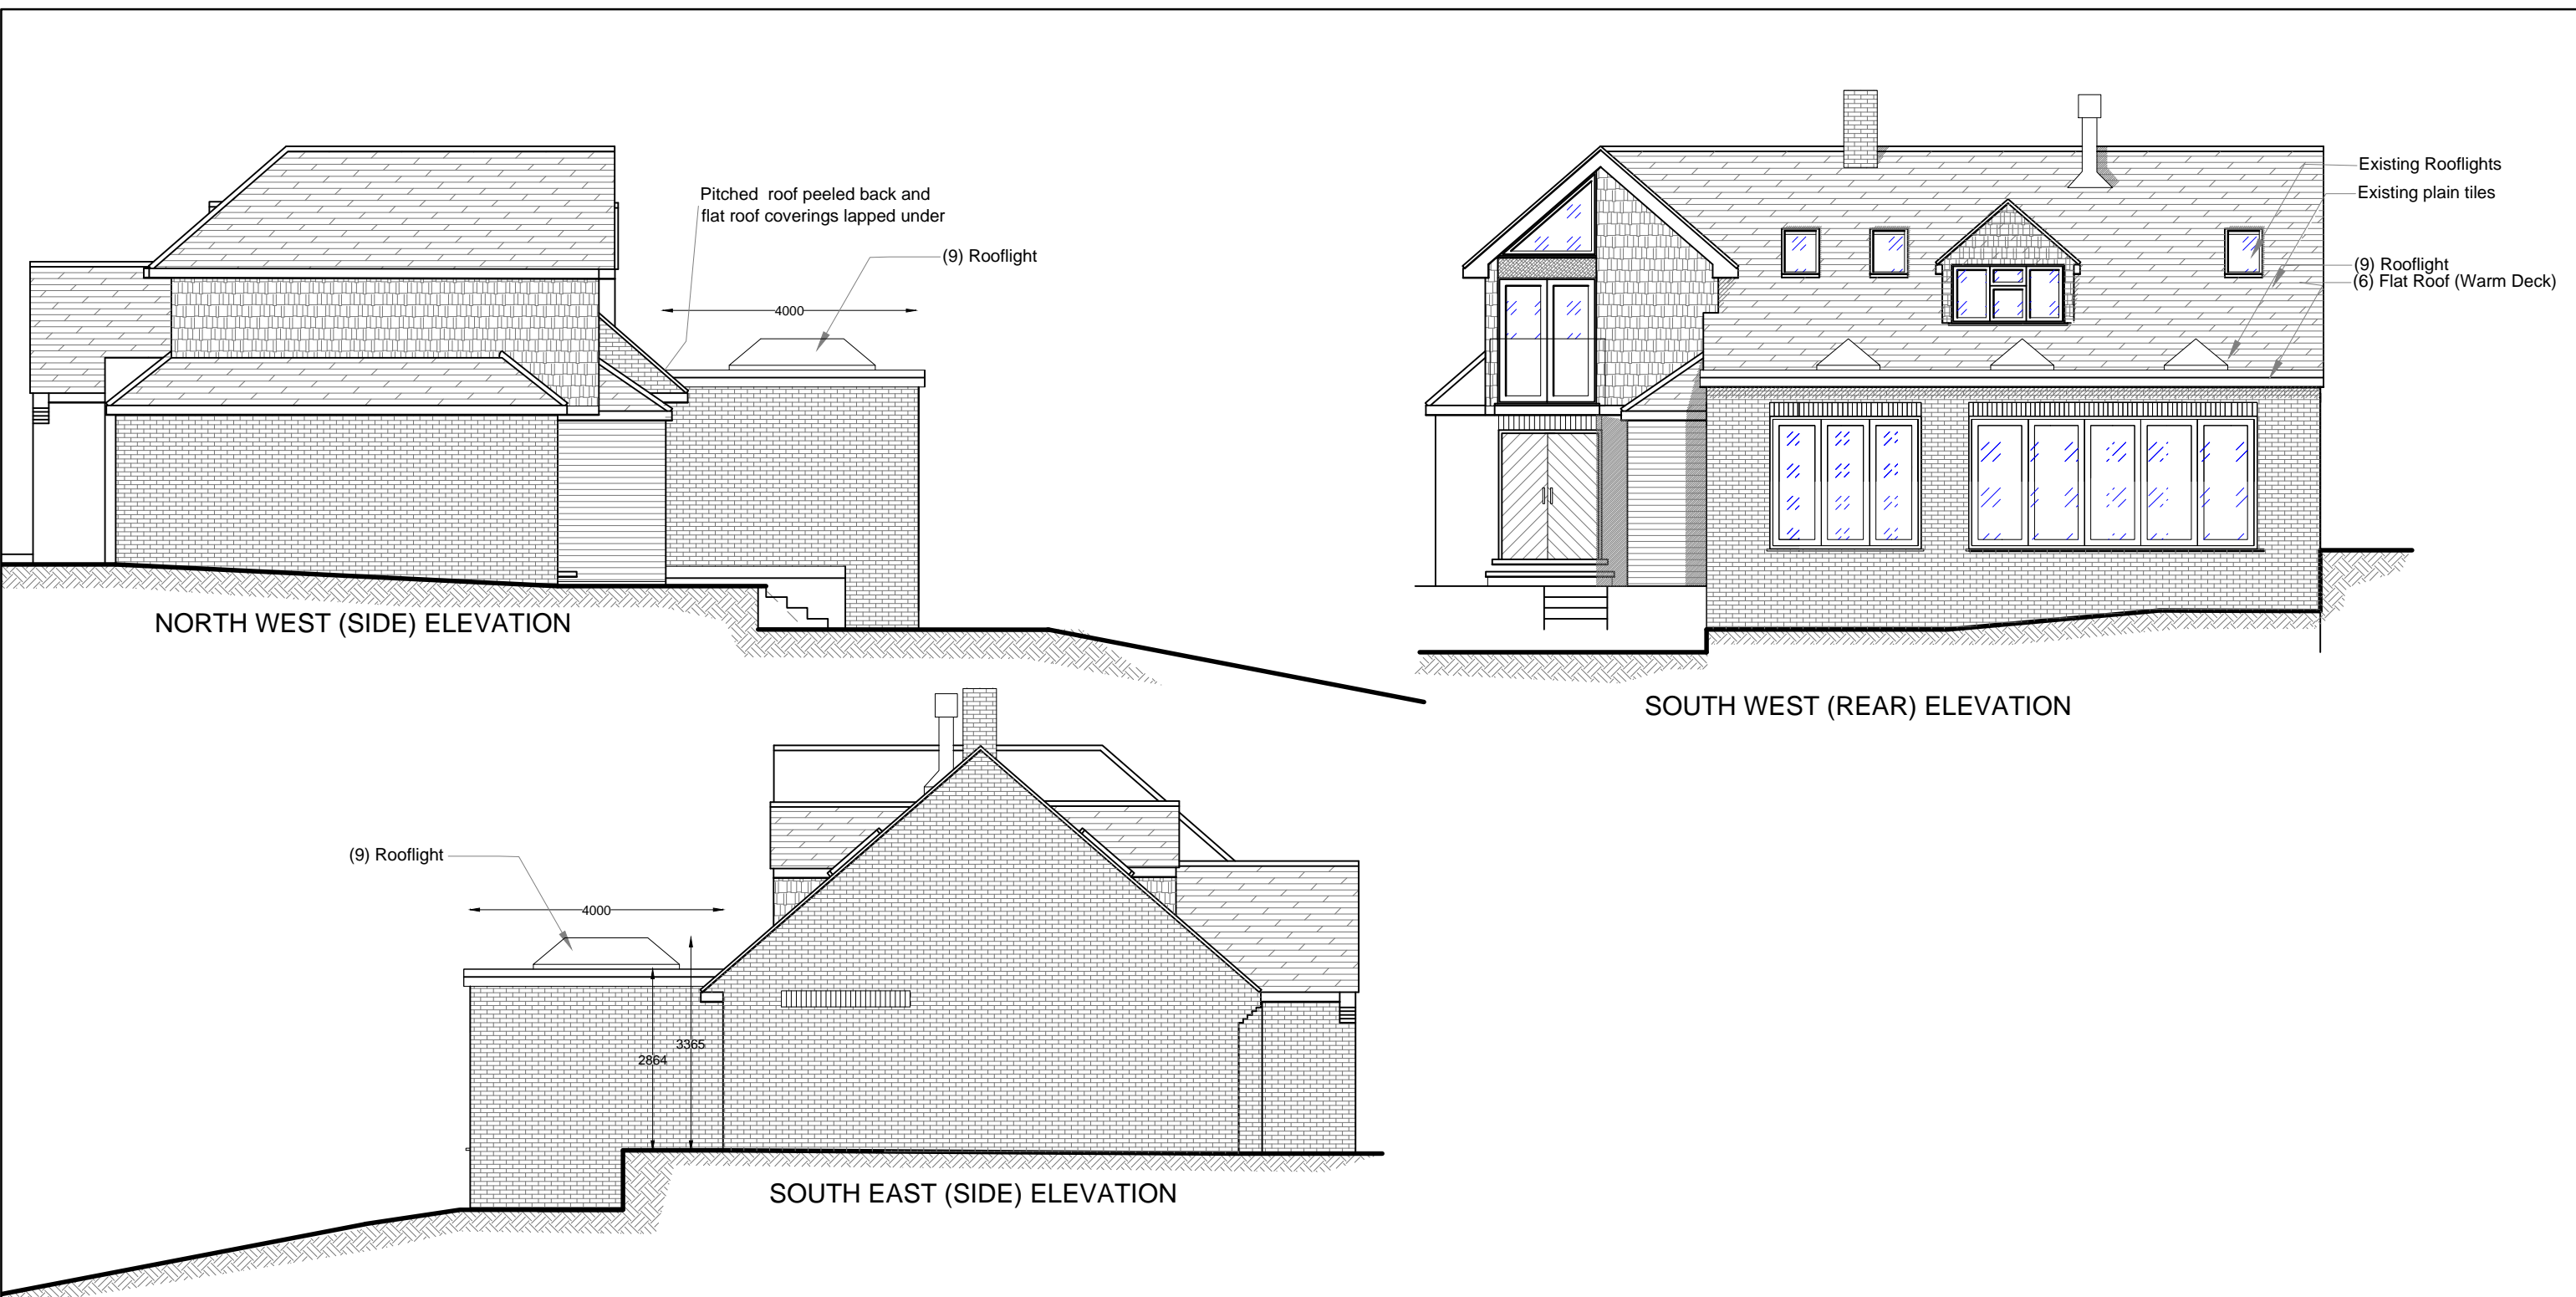 Pitched roof peeled back and
flat roof coverings lapped under
(9) Rooflight
4000
NORTH WEST (SIDE) ELEVATION
Existing Rooflights
Existing plain tiles
(9) Rooflight
(6) Flat Roof (Warm Deck)
SOUTH WEST (REAR) ELEVATION
(9) Rooflight
4000
3365
2864
SOUTH EAST (SIDE) ELEVATION